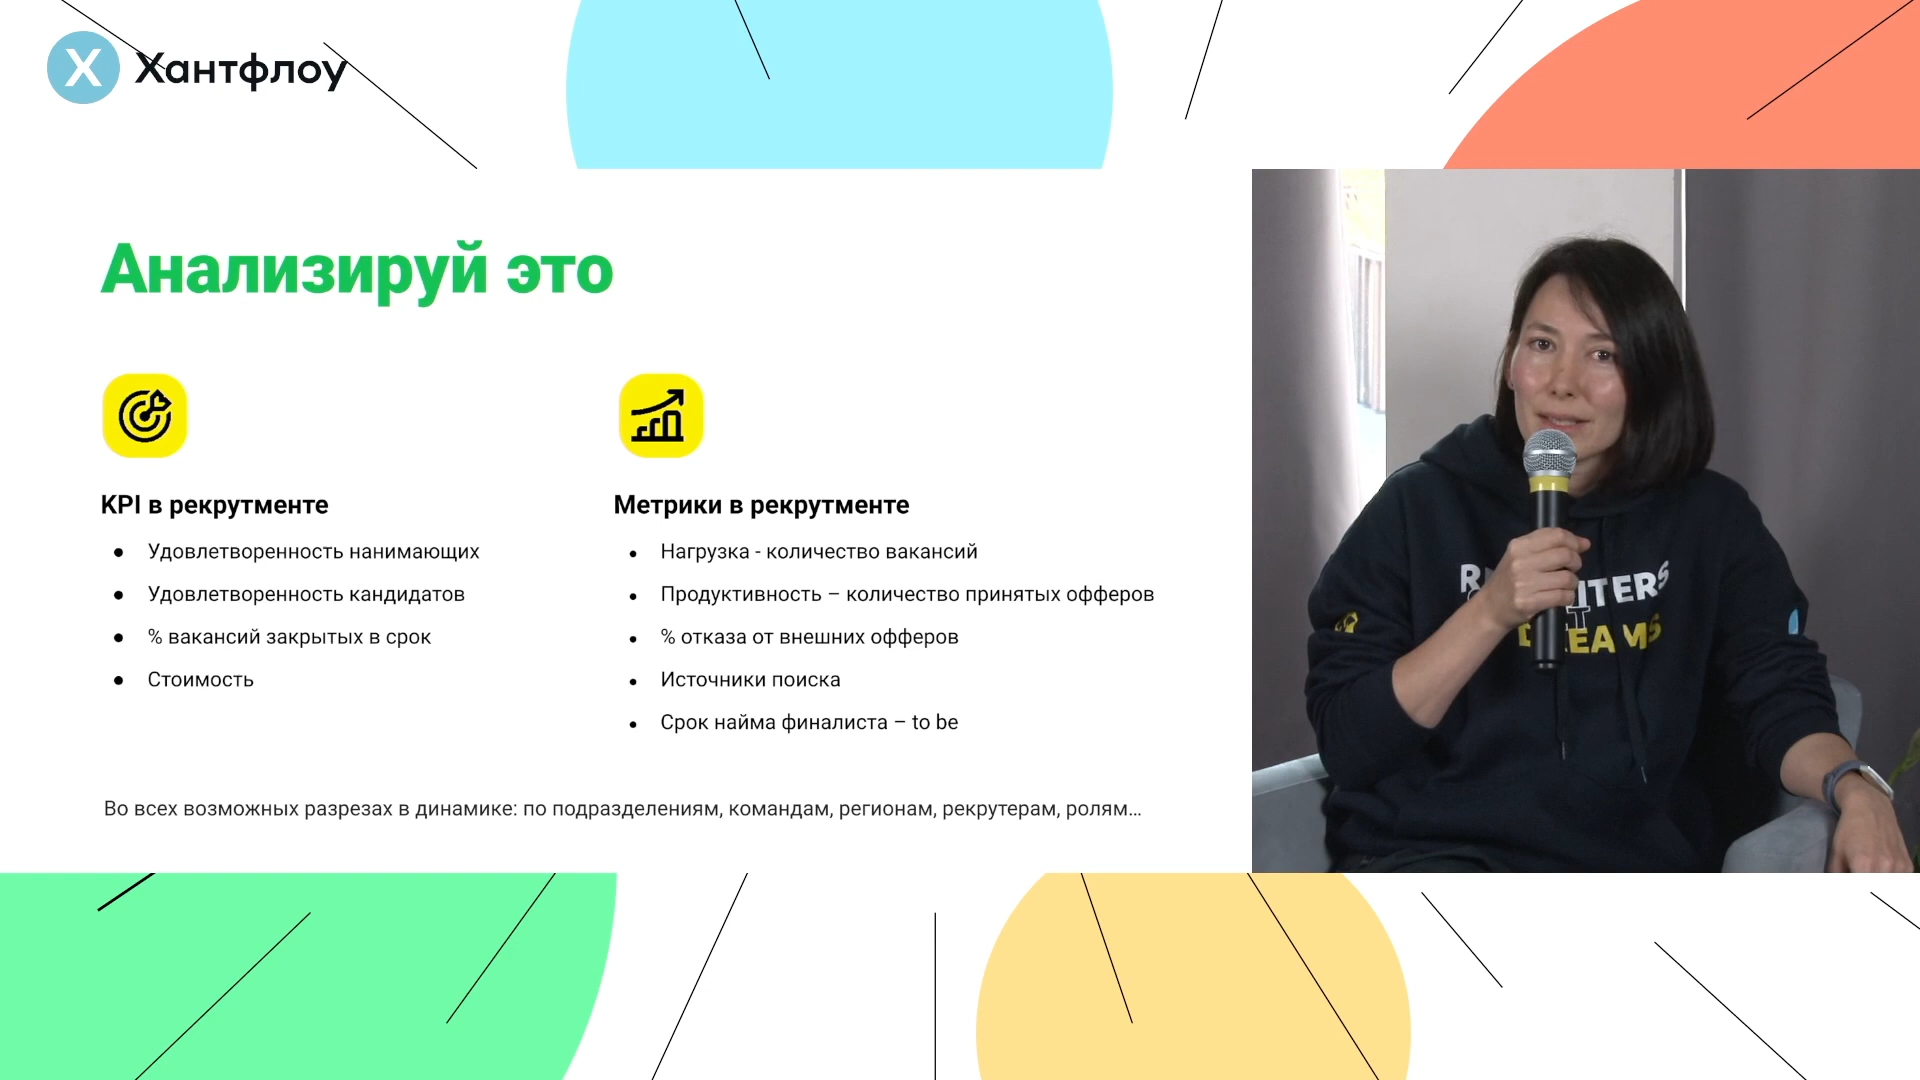 Хантфлоу
Анализируй это
KPI в рекрутменте
Удовлетворенность нанимающих
Удовлетворенность кандидатов
% вакансий закрытых в срок
Стоимость
Метрики в рекрутменте
Нагрузка - количество вакансий
Продуктивность – количество принятых офферов
% отказа от внешних офферов
Источники поиска
Срок найма финалиста – to be
Во всех возможных разрезах в динамике: по подразделениям, командам, регионам, рекрутерам, ролям...